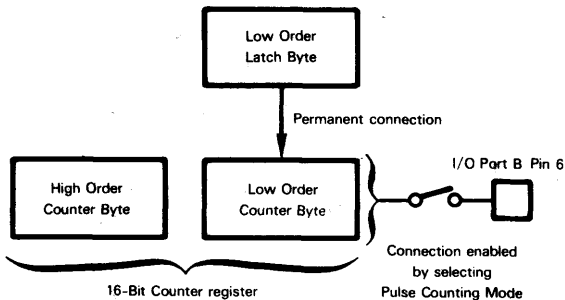 Low Order
Latch Byte
Permanent connection
I/O Port B Pin 6
High Order
Counter Byte
Low Order
Counter Byte
Connection enabled
by selecting
Pulse Counting Mode
16-Bit Counter register